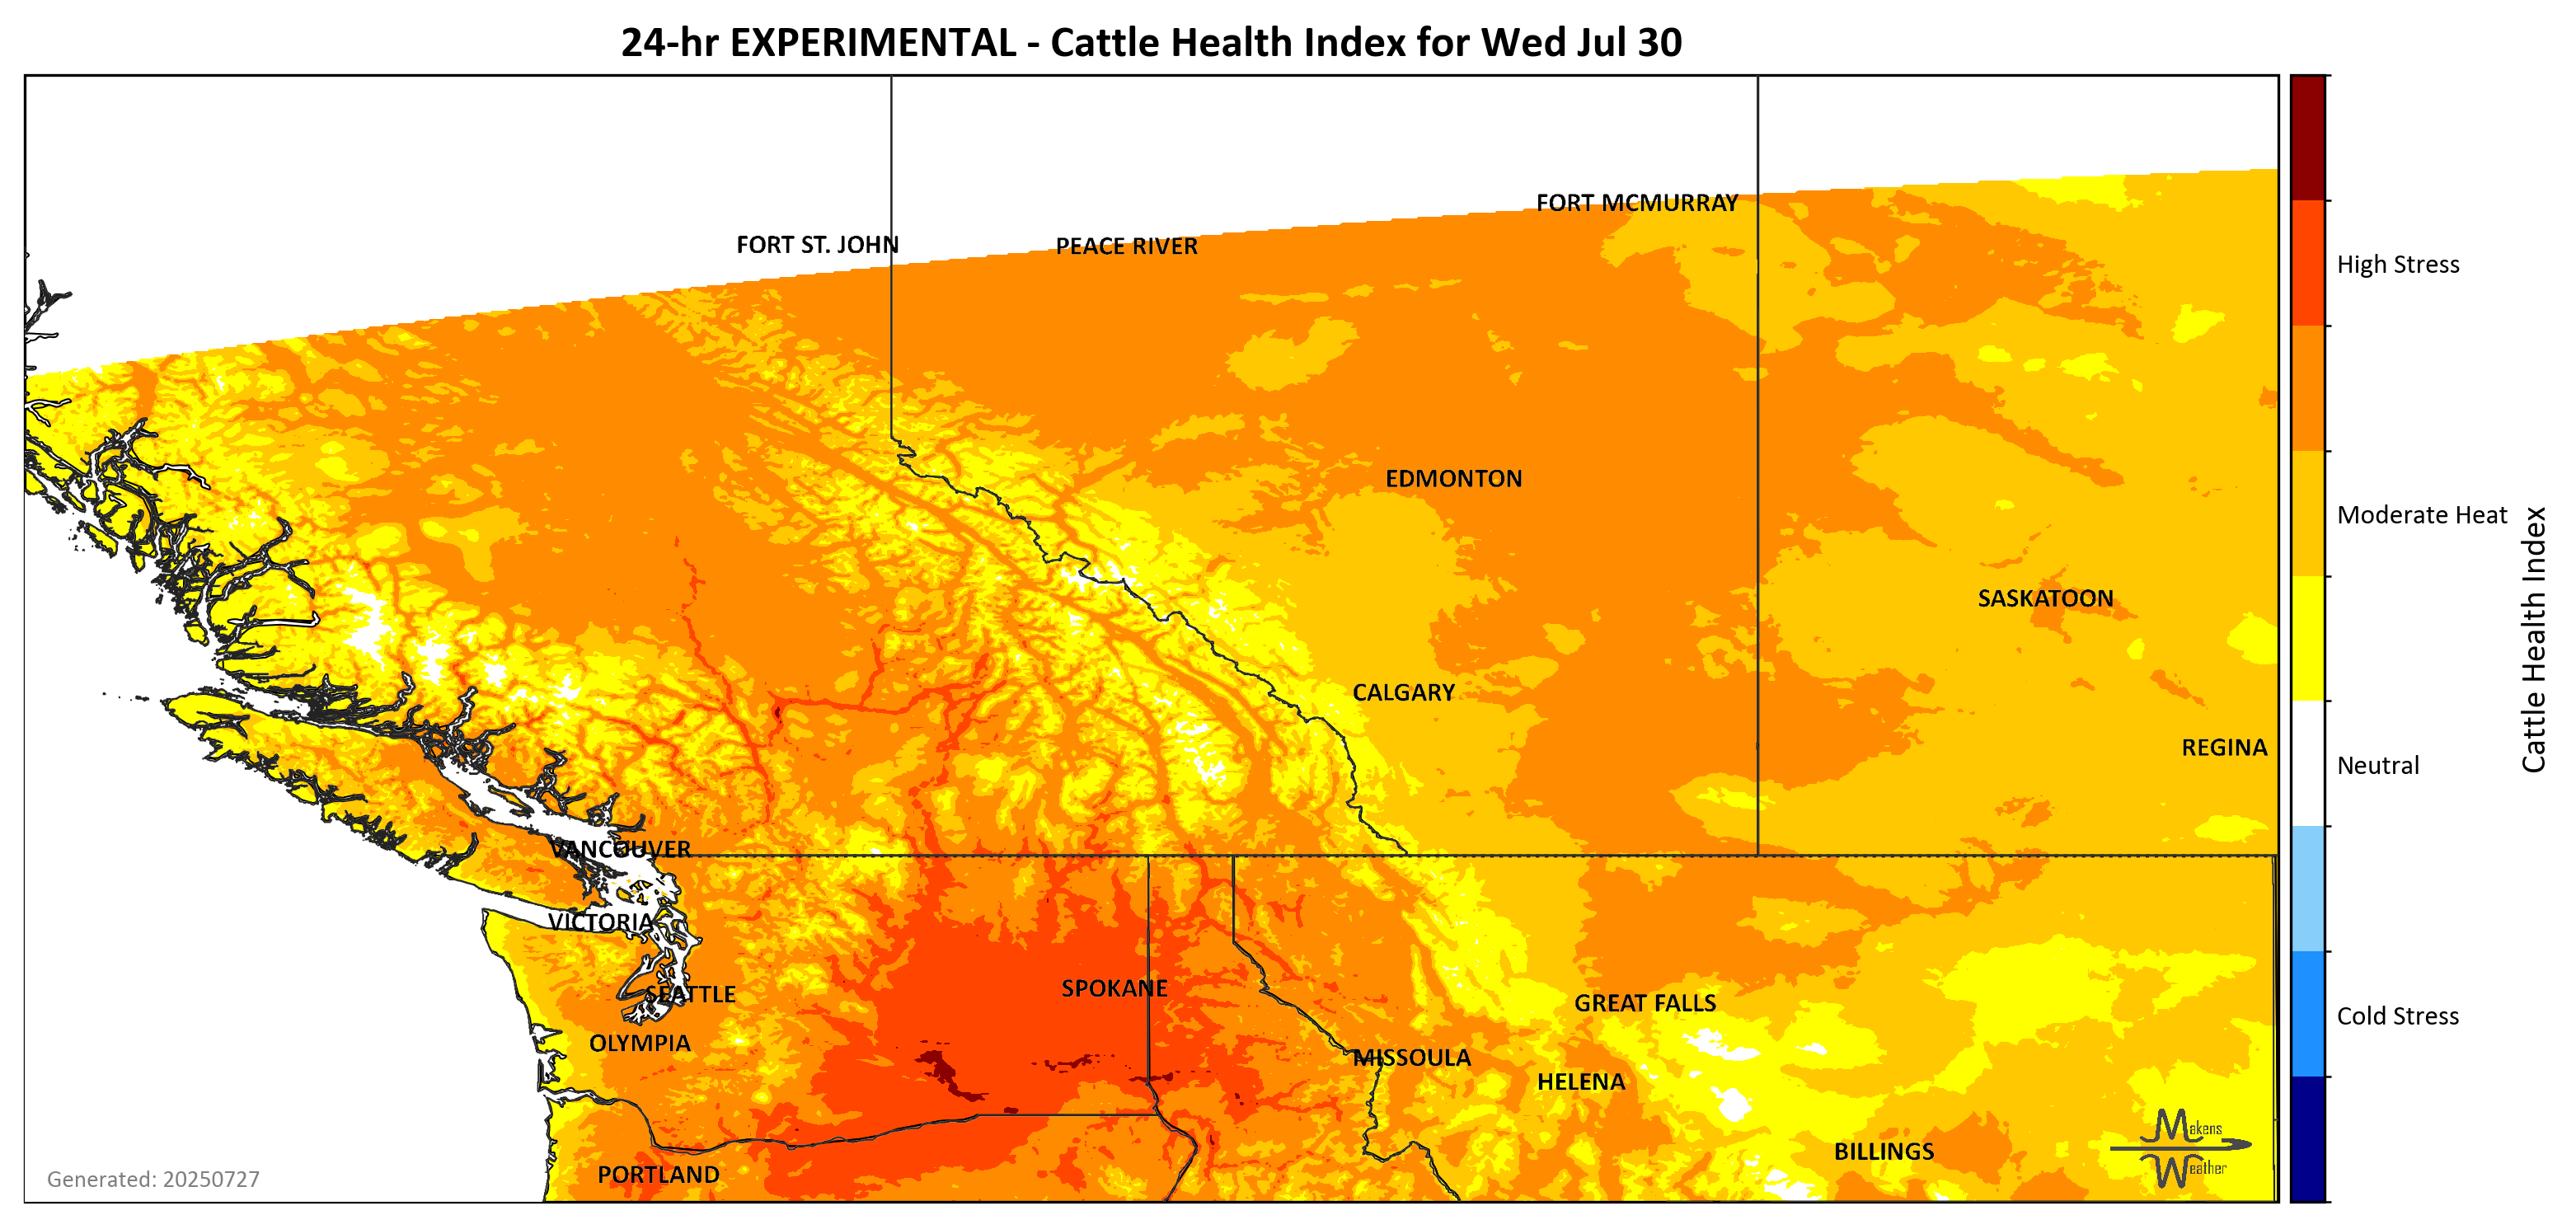 24-hr EXPERIMENTAL - Cattle Health Index for Wed Jul 30
FORT MCMURRAY
FORT ST. JOHN
PEACE RIVER
High Stress
EDMONTON
Moderate Heat
SASKATOON
CALGARY
REGINA
Neutral
Cattle Health Index
VANCOUVER
VICTORIA
SPOKANE
SEATTLE
GREAT FALLS
Cold Stress
OLYMPIA
MISSOULA
HELENA
Makens
Weather
BILLINGS
PORTLAND
Generated: 20250727